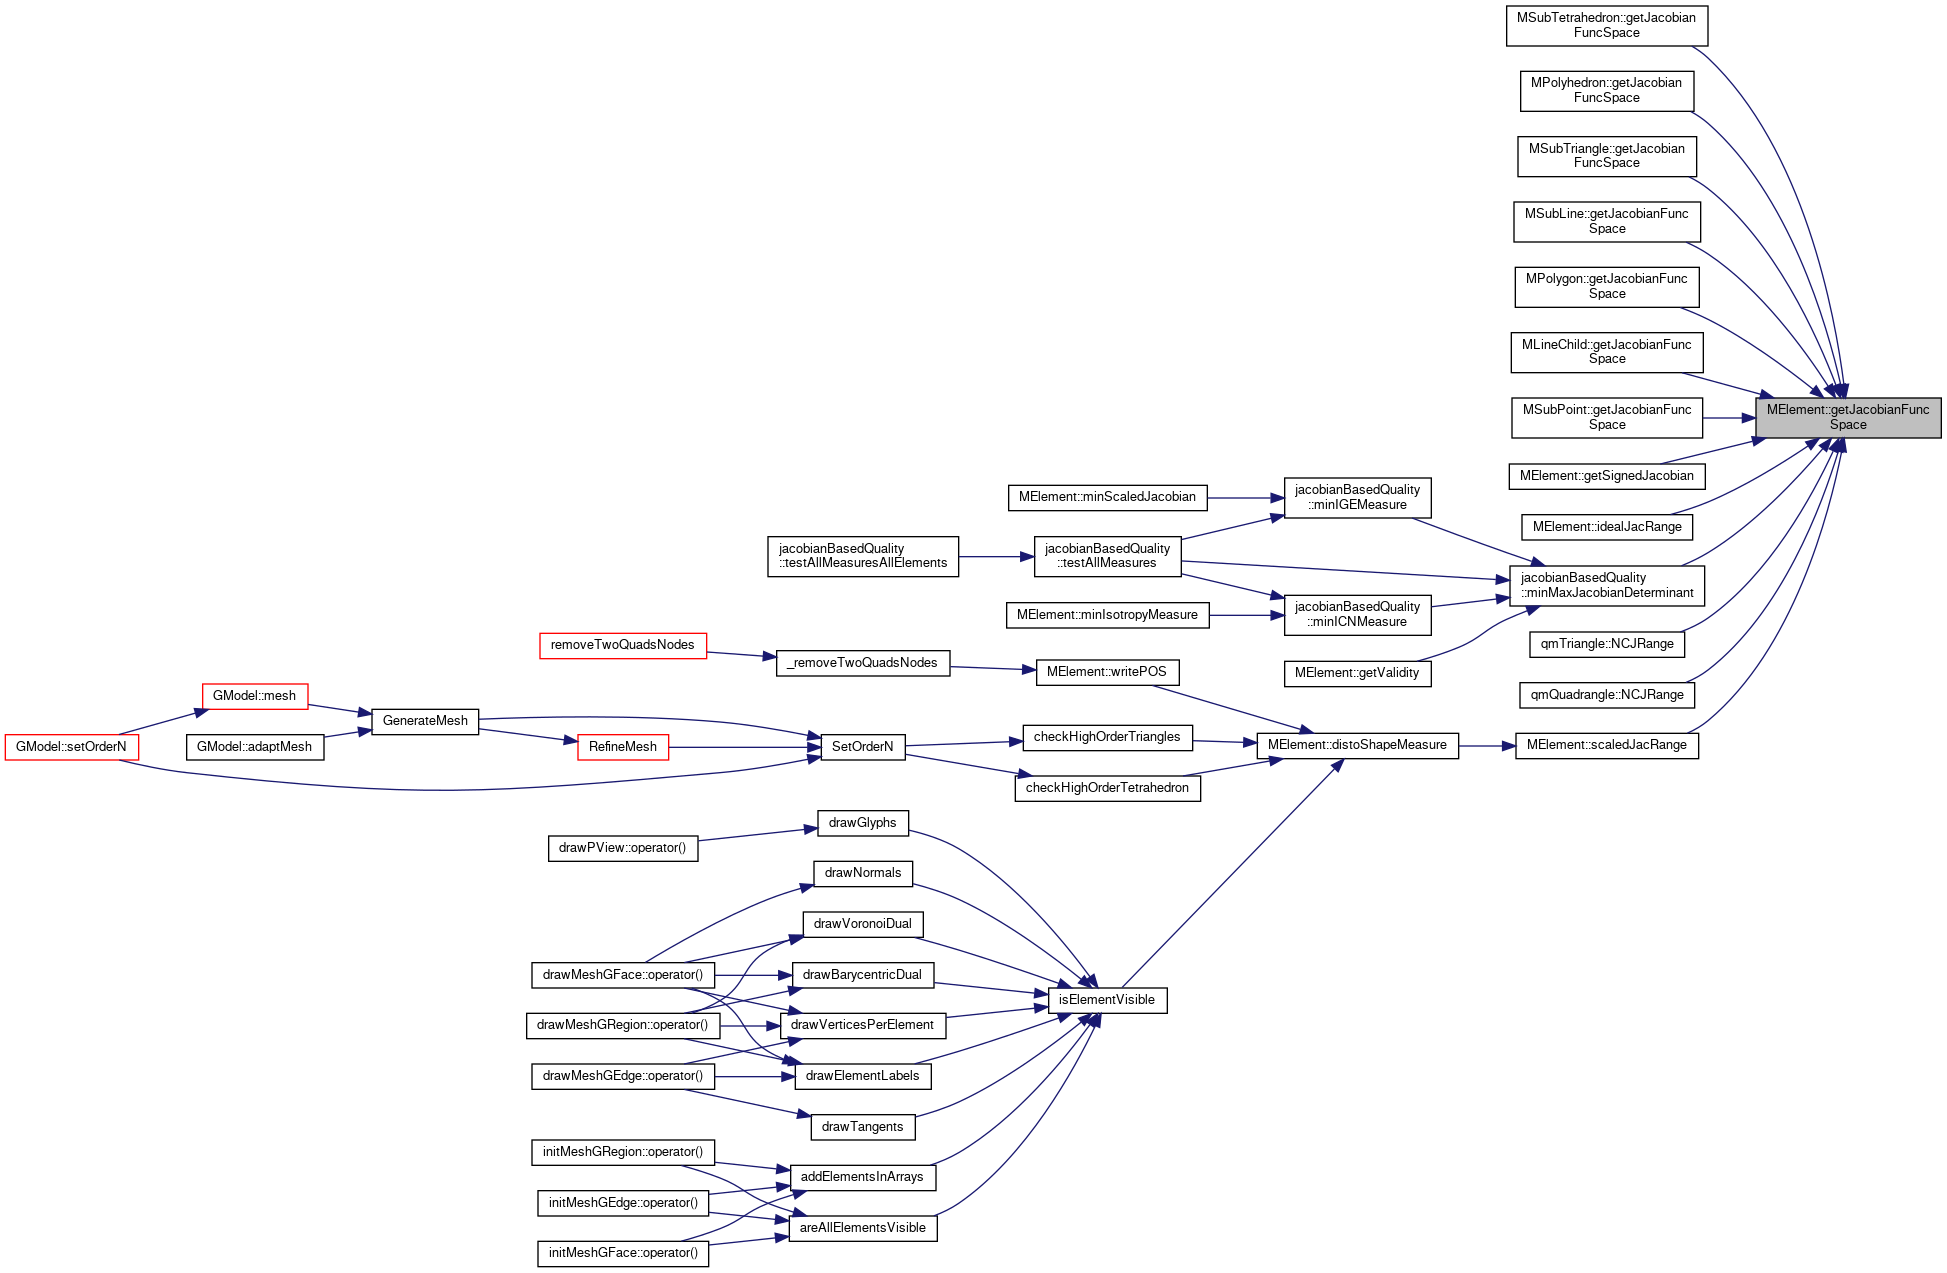 MSubTetrahedron::getJacobian
FuncSpace
MPolyhedron::getJacobian
FuncSpace
MSubTriangle::getJacobian
FuncSpace
MSubLine::getJacobianFunc
Space
MPolygon::getJacobianFunc
Space
MLineChild::getJacobianFunc
Space
MSubPoint::getJacobianFunc
Space
MElement::getJacobianFunc
Space
MElement::getSignedJacobian
MElement::idealJacRange
jacobianBasedQuality
::minMaxJacobianDeterminant
qmTriangle::NCJRange
qmQuadrangle::NCJRange
MElement::scaledJacRange
jacobianBasedQuality
::minIGEMeasure
jacobianBasedQuality
::minICNMeasure
MElement::getValidity
MElement::distoShapeMeasure
MElement::minScaledJacobian
jacobianBasedQuality
::testAllMeasures
MElement::minIsotropyMeasure
MElement::writePOS
checkHighOrderTriangles
checkHighOrderTetrahedron
isElementVisible
jacobianBasedQuality
::testAllMeasuresAllElements
_removeTwoQuadsNodes
removeTwoQuadsNodes
SetOrderN
RefineMesh
GenerateMesh
GModel::mesh
GModel::adaptMesh
GModel::setOrderN
drawGlyphs
drawPView::operator()
drawNormals
drawVoronoiDual
drawBarycentricDual
drawVerticesPerElement
drawElementLabels
drawTangents
drawMeshGFace::operator()
drawMeshGRegion::operator()
drawMeshGEdge::operator()
addElementsInArrays
areAllElementsVisible
initMeshGRegion::operator()
initMeshGEdge::operator()
initMeshGFace::operator()